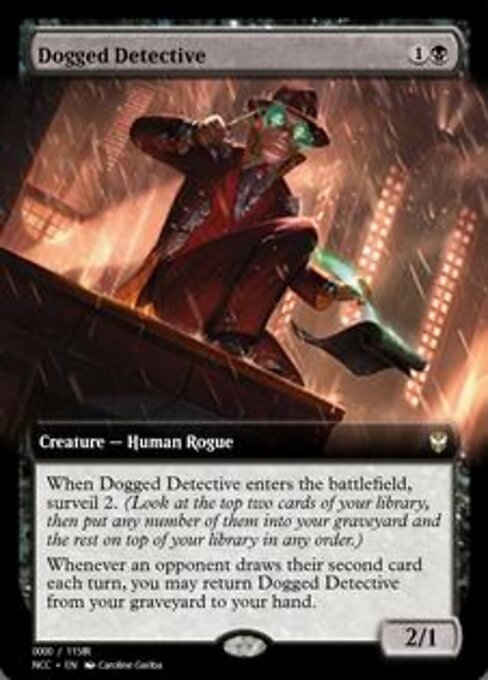 Dogged Detective 1
Creature — Human Rogue
When Dogged Detective enters the battlefield,
surveil 2. (Look at the top two cards of your library,
then put any number of them into your graveyard and
the rest on top of your library in any order.)
Whenever an opponent draws their second card
each turn, you may return Dogged Detective
from your graveyard to your hand.
2/1
NCC • EN Caroline Gariba